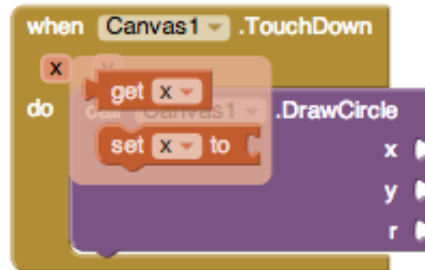 when Canvas1 .TouchDown
x y
get x
do call Canvas1 .DrawCircle
set x to
x
y
r